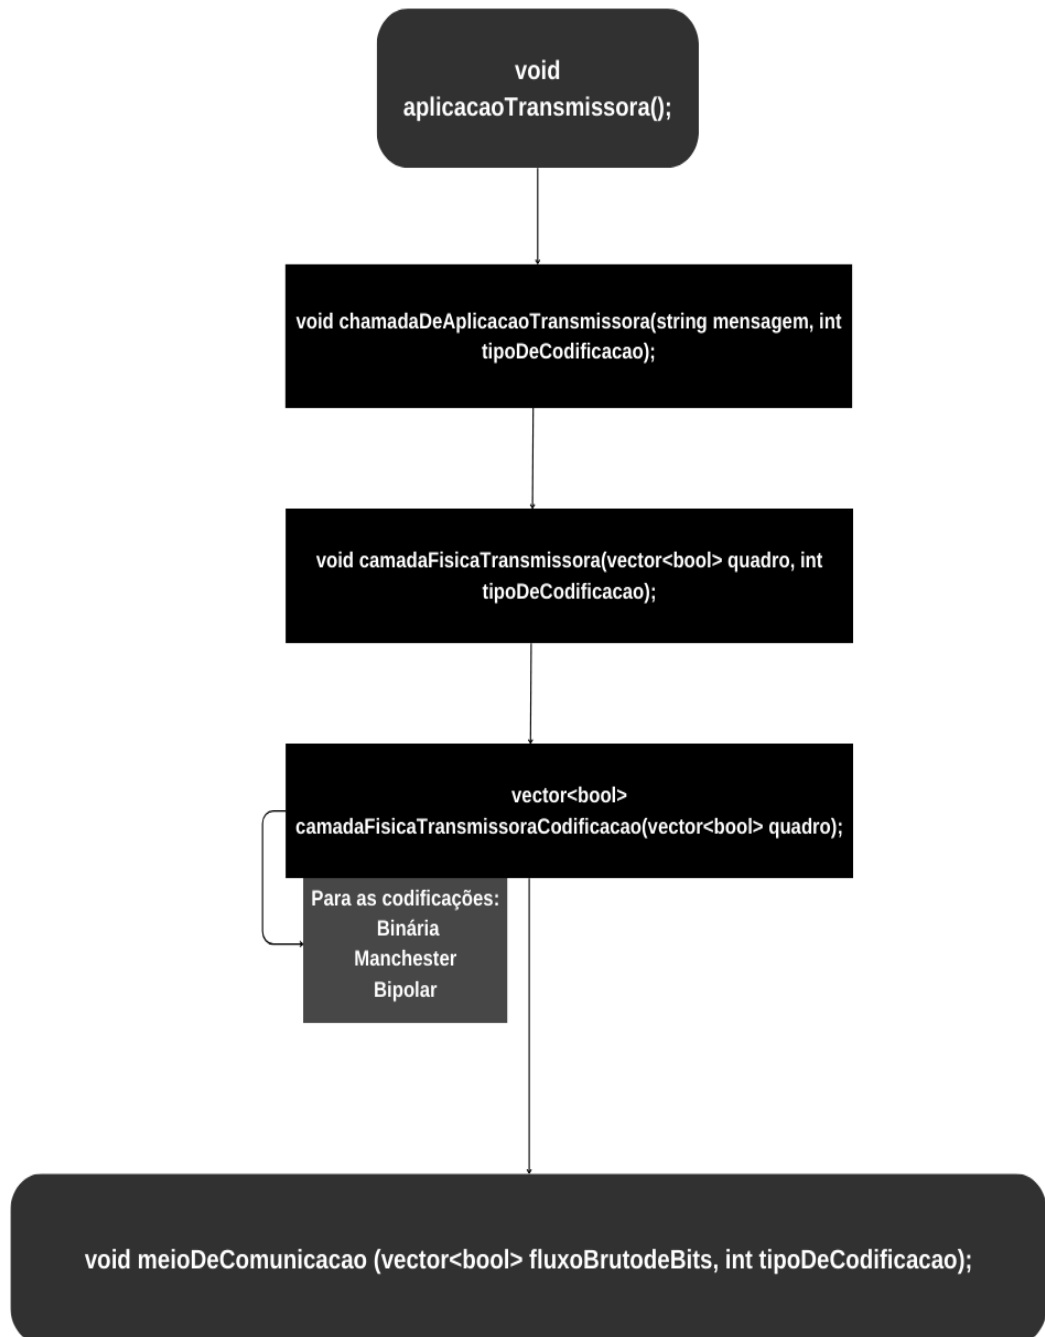 void
aplicacaoTransmissora();
void chamadaDeAplicacaoTransmissora(string mensagem, int
tipoDeCodificacao);
void camadaFisicaTransmissora(vector<bool> quadro, int
tipoDeCodificacao);
vector<bool>
camadaFisicaTransmissoraCodificacao(vector<bool> quadro);
Para as codificações:
Binária
Manchester
Bipolar
void meioDeComunicacao (vector<bool> fluxoBrutodeBits, int tipoDeCodificacao);